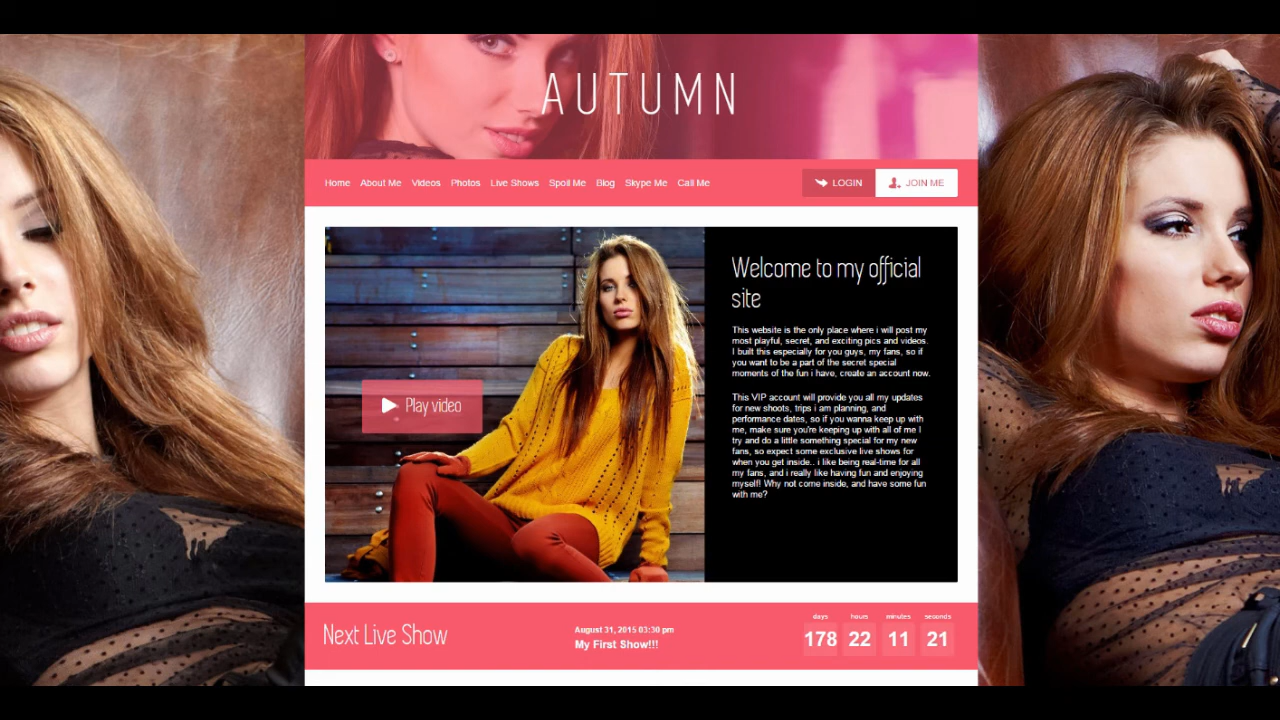 AUTUMN
Home About Me Videos Photos Live Shows Spoil Me Blog Skype Me Call Me LOGIN JOIN ME
Welcome to my official
site
This website is the only place where i will post my
most playful, secret, and exciting pics and videos.
I built this especially for you guys, my fans, so if
you want to be a part of the secret special
moments of the fun i have, create an account now.
This VIP account will provide you all my updates
for new shoots, trips i am planning, and
performance dates, so if you wanna keep up with
me, make sure you're keeping up with all of me I
try and do a little something special for my new
fans, so expect some exclusive live shows for
when you get inside.. i like being real-time for all
my fans, and i really like having fun and enjoying
myself! Why not come inside, and have some fun
with me?
Play video
Next Live Show
August 31, 2015 03:30 pm
My First Show!!!
days hours minutes seconds
178 22 11 21